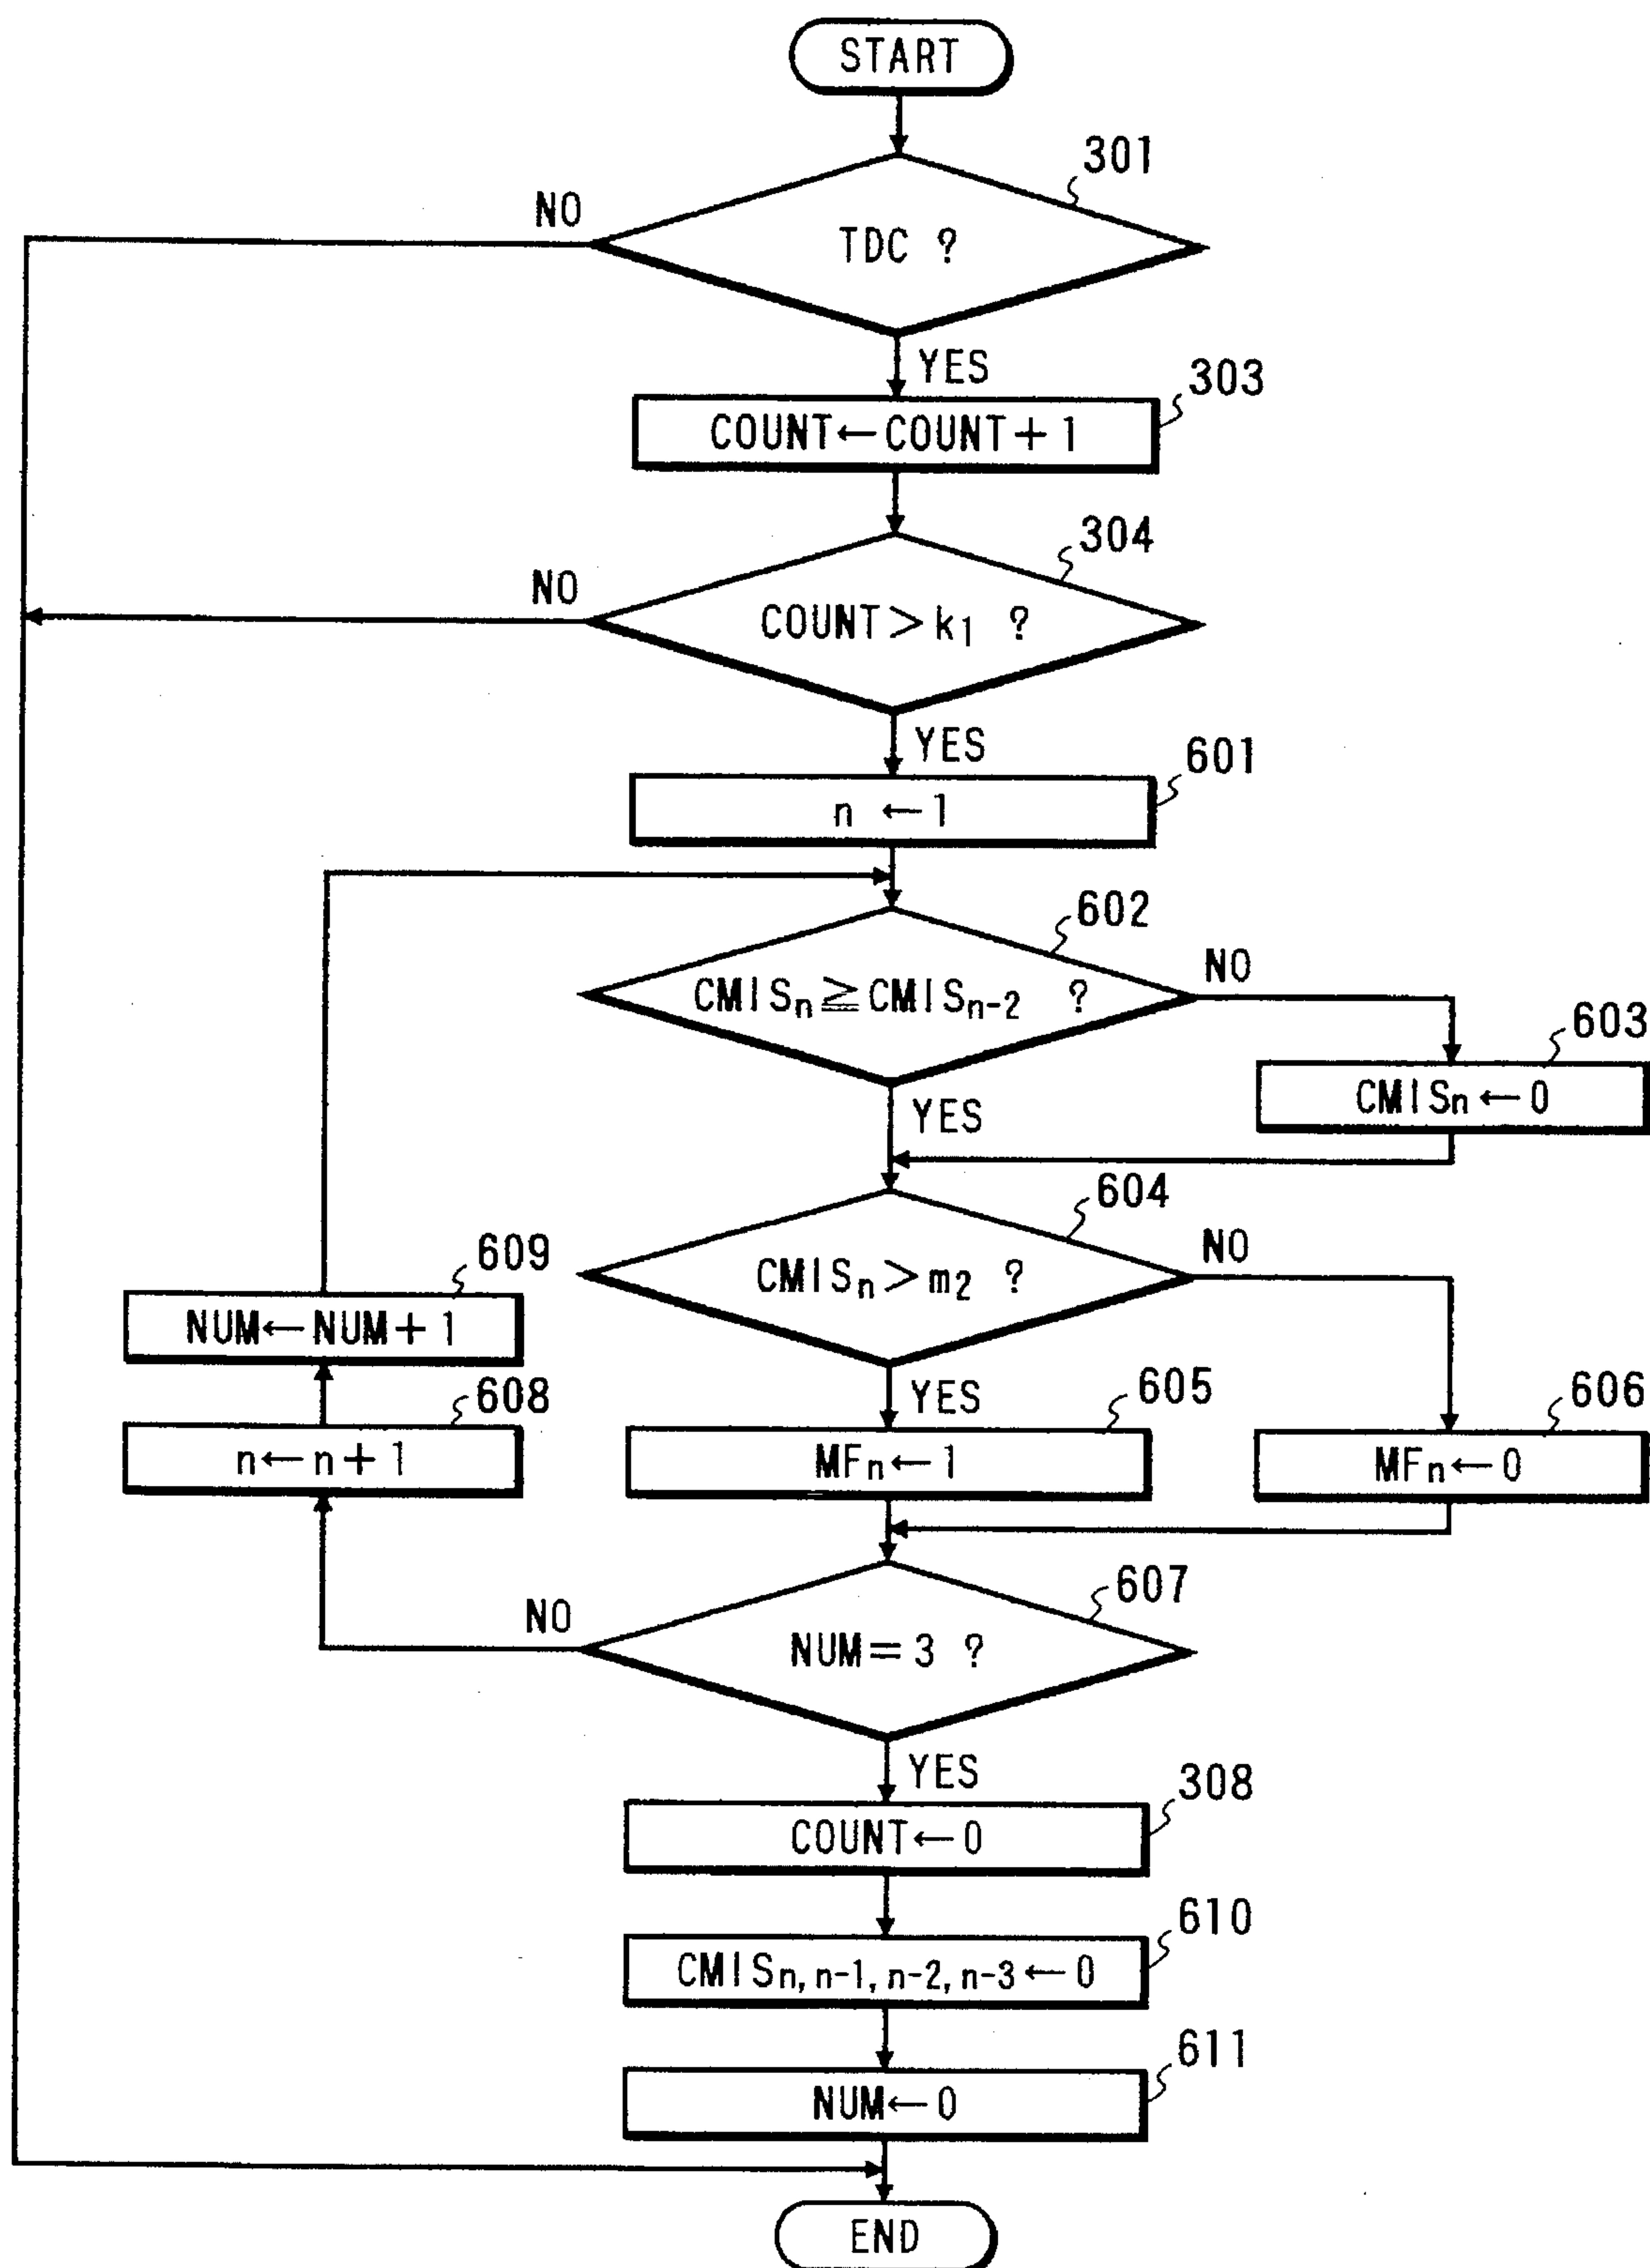 START
301
NO
TDC ?
YES
303
COUNT←COUNT+1
304
NO
COUNT>k₁ ?
YES
601
n ←1
602
NO
CMISₙ≧CMISₙ₋₂ ?
603
CMISₙ←0
YES
604
NO
CMISₙ>m₂ ?
609
NUM←NUM+1
YES
605
606
608
n←n+1
MFₙ←1
MFₙ←0
607
NO
NUM=3 ?
YES
308
COUNT←0
610
CMISₙ, ₙ₋₁, ₙ₋₂, ₙ₋₃←0
611
NUM←0
END